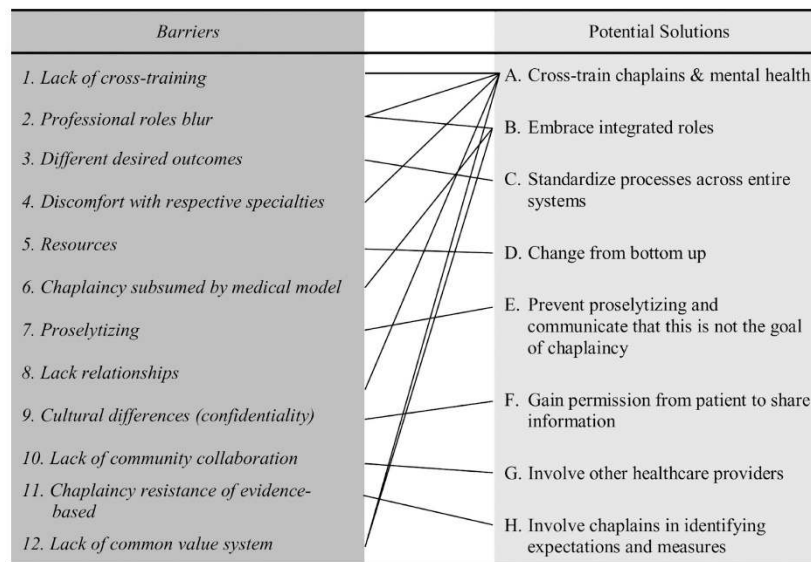 Barriers
1. Lack of cross-training
2. Professional roles blur
3. Different desired outcomes
4. Discomfort with respective specialties
5. Resources
6. Chaplaincy subsumed by medical model
7. Proselytizing
8. Lack relationships
9. Cultural differences (confidentiality)
10. Lack of community collaboration
11. Chaplaincy resistance of evidence-
based
12. Lack of common value system
Potential Solutions
A. Cross-train chaplains & mental health
B. Embrace integrated roles
C. Standardize processes across entire
systems
D. Change from bottom up
E. Prevent proselytizing and
communicate that this is not the goal
of chaplaincy
F. Gain permission from patient to share
information
G. Involve other healthcare providers
H. Involve chaplains in identifying
expectations and measures